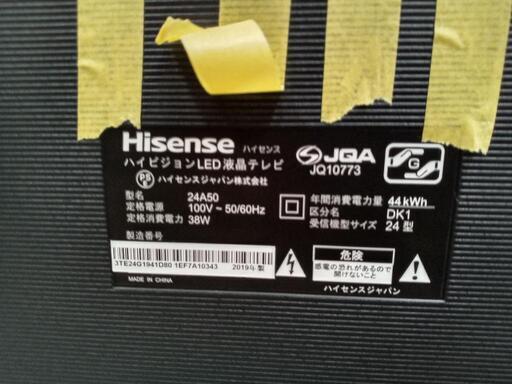 Hisense ハイセンス
ハイビジョンLED液晶テレビ
PS ハイセンスジャパン株式会社
JQA
JQ10773
G
型名 24A50
定格電源 100V~50/60Hz
定格消費電力 38W
年間消費電力量 44kWh
区分名 DK1
受信機型サイズ 24型
製造番号
3TE24G1941D80 1EF7A10343 2019年製
危険
感電の恐れがあるので
開けないこと
ハイセンスジャパン